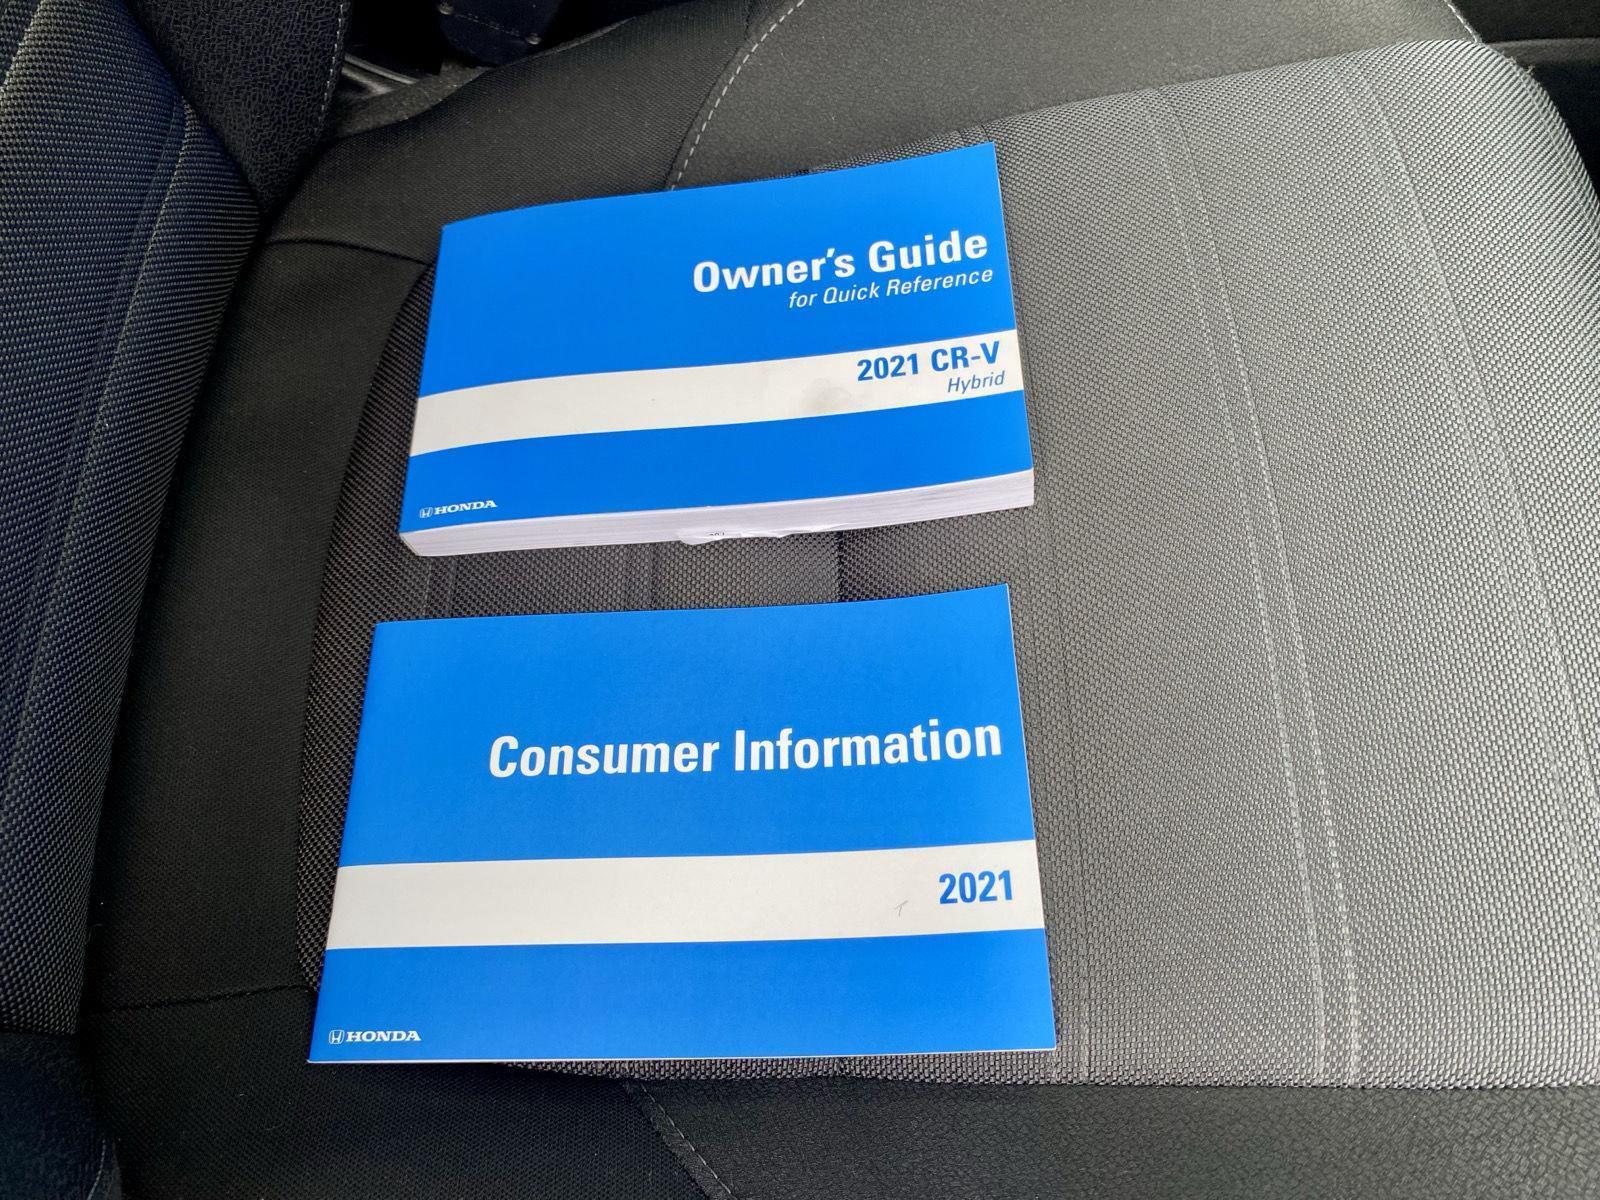 Owner's Guide
for Quick Reference
2021 CR-V
Hybrid
HONDA
Consumer Information
2021
HONDA